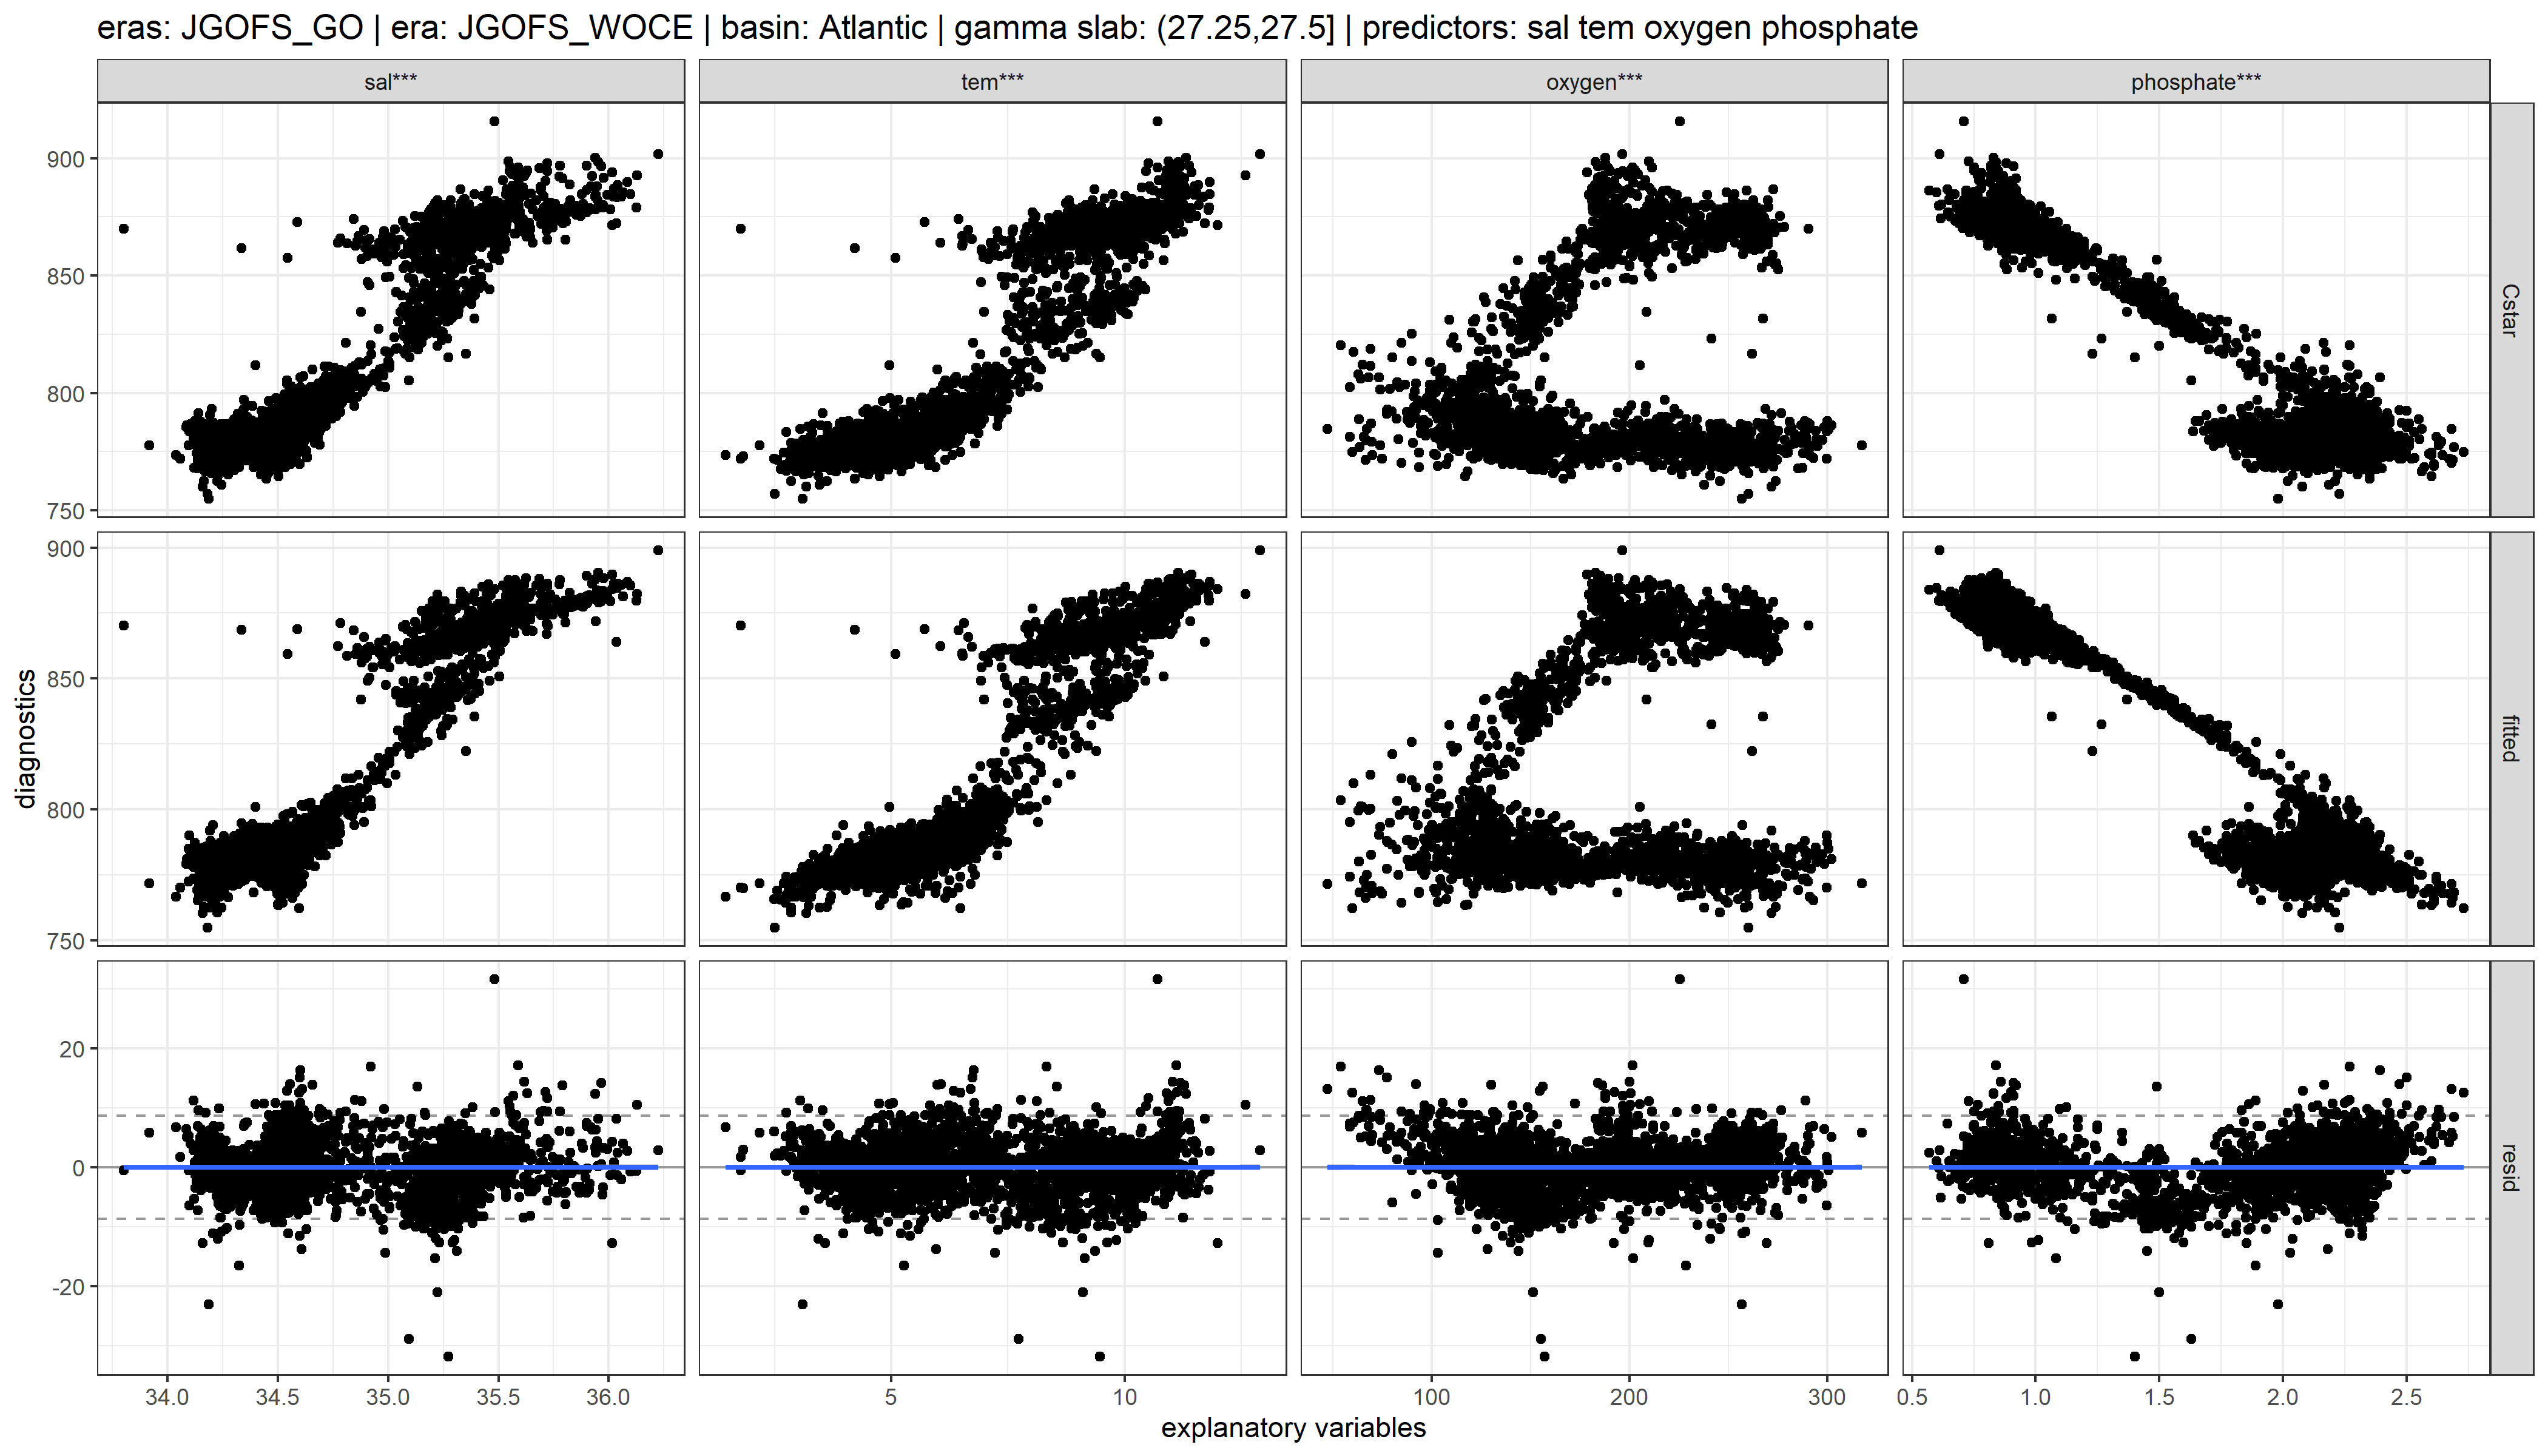 eras: JGOFS_GO | era: JGOFS_WOCE | basin: Atlantic | gamma slab: (27.25,27.5] | predictors: sal tem oxygen phosphate
sal*** tem*** oxygen*** phosphate***
900
850
800
750
Cstar
900
850
800
750
fitted
diagnostics
20
0
-20
resid
34.0 34.5 35.0 35.5 36.0 5 10 100 200 300 0.5 1.0 1.5 2.0 2.5
explanatory variables